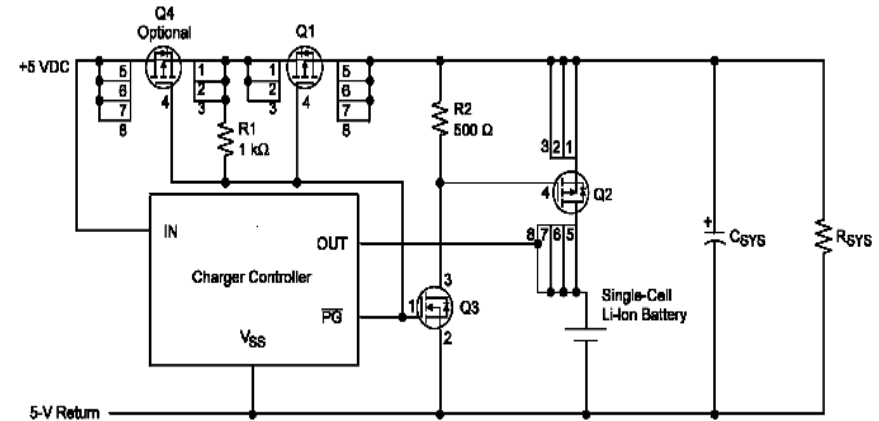 Q4
Optional
Q1
+5 VDC
5
6
7
8
4
1
2
3
1
2
3
4
5
6
7
8
R1
1 kΩ
R2
500 Ω
3 2 1
4
Q2
8 7 6 5
IN
OUT
Charger Controller
PG
VSS
1
3
Q3
2
Single-Cell
Li-Ion Battery
+
CSYS
RSYS
5-V Return